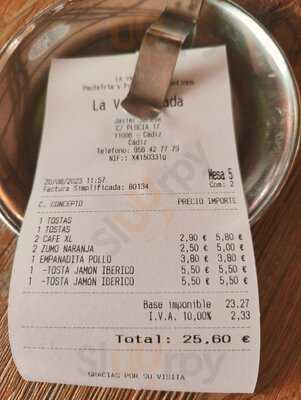 LA
Javier
C/ PLOCIA 17
11006 - Cádiz
Cádiz
Teléfono: 956 42 77 79
NIF.: X4150331g
20/08/2023 11:57
Mesa 5
Factura Simplificada: 80134
Com: 2
C. CONCEPTO PRECIO IMPORTE
1 TOSTAS
1 TOSTAS
2 CAFE XL 2,90 € 5,80 €
2 ZUMO NARANJA 2,50 € 5,00 €
1 EMPANADITA POLLO 3,80 € 3,80 €
1 -TOSTA JAMON IBERICO 5,50 € 5,50 €
1 -TOSTA JAMON IBERICO 5,50 € 5,50 €
Base imponible 23,27
I.V.A. 10,00% 2,33
Total: 25,60 €
GRACIAS POR SU VISITA